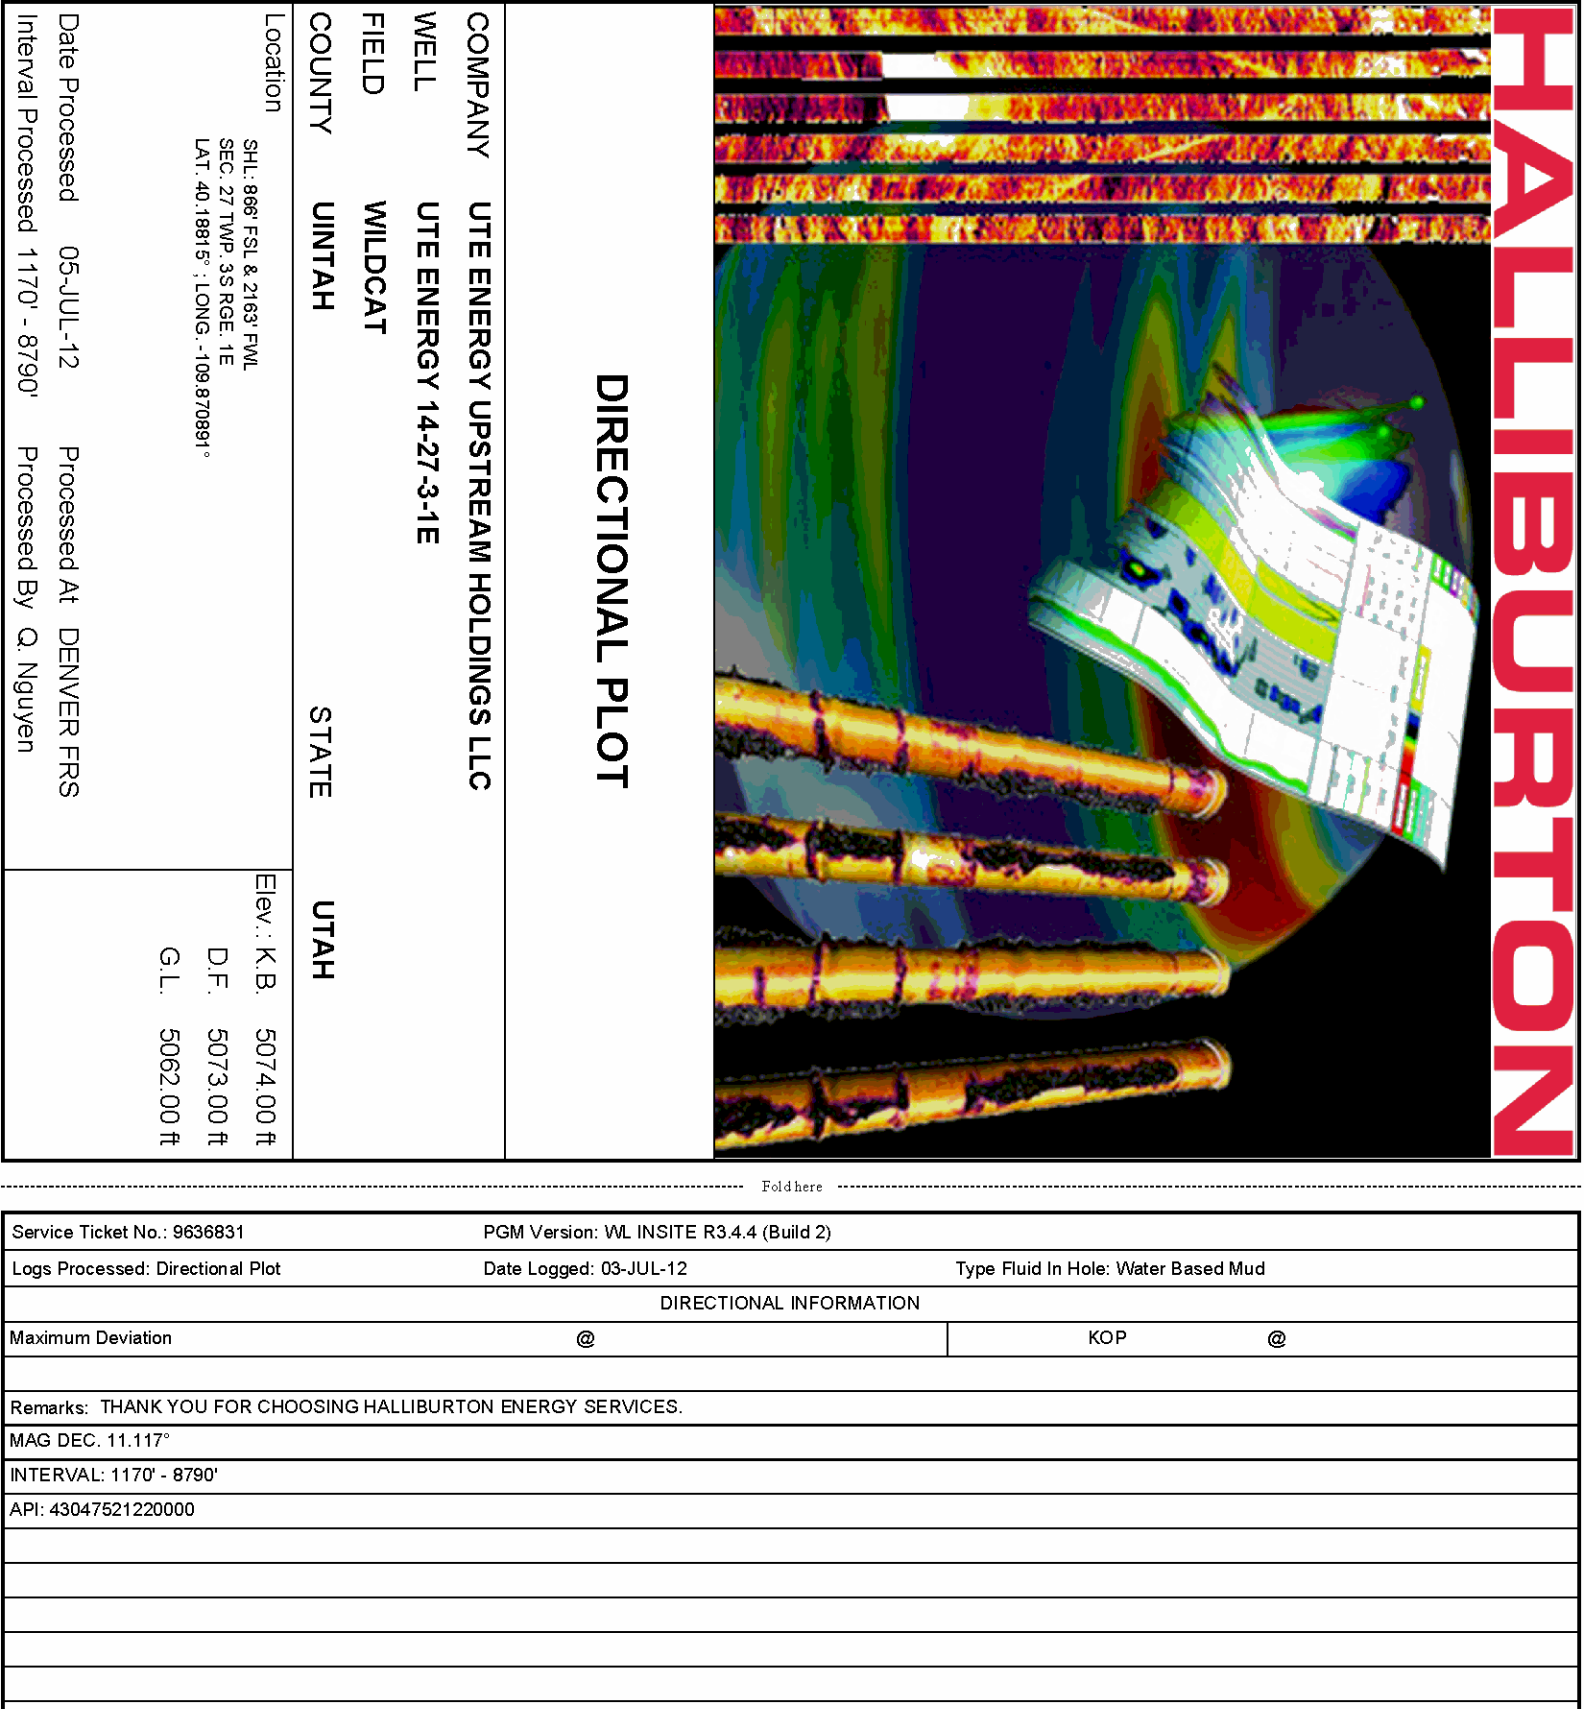 HALLIBURTON
DIRECTIONAL PLOT
COMPANY UTE ENERGY UPSTREAM HOLDINGS LLC
WELL UTE ENERGY 14-27-3-1E
FIELD WILDCAT
COUNTY UINTAH STATE UTAH
Location
SHL: 866' FSL & 2163' FWL
SEC. 27 TWP. 3S RGE. 1E
LAT. 40.18815° ; LONG. -109.870891°
Elev.: K.B. 5074.00 ft
D.F. 5073.00 ft
G.L. 5062.00 ft
Date Processed 05-JUL-12 Processed At DENVER FRS
Interval Processed 1170' - 8790' Processed By Q. Nguyen
Fold here
Service Ticket No.: 9636831 PGM Version: WL INSITE R3.4.4 (Build 2)
Logs Processed: Directional Plot Date Logged: 03-JUL-12 Type Fluid In Hole: Water Based Mud
DIRECTIONAL INFORMATION
Maximum Deviation @ KOP @
Remarks: THANK YOU FOR CHOOSING HALLIBURTON ENERGY SERVICES.
MAG DEC. 11.117°
INTERVAL: 1170' - 8790'
API: 43047521220000